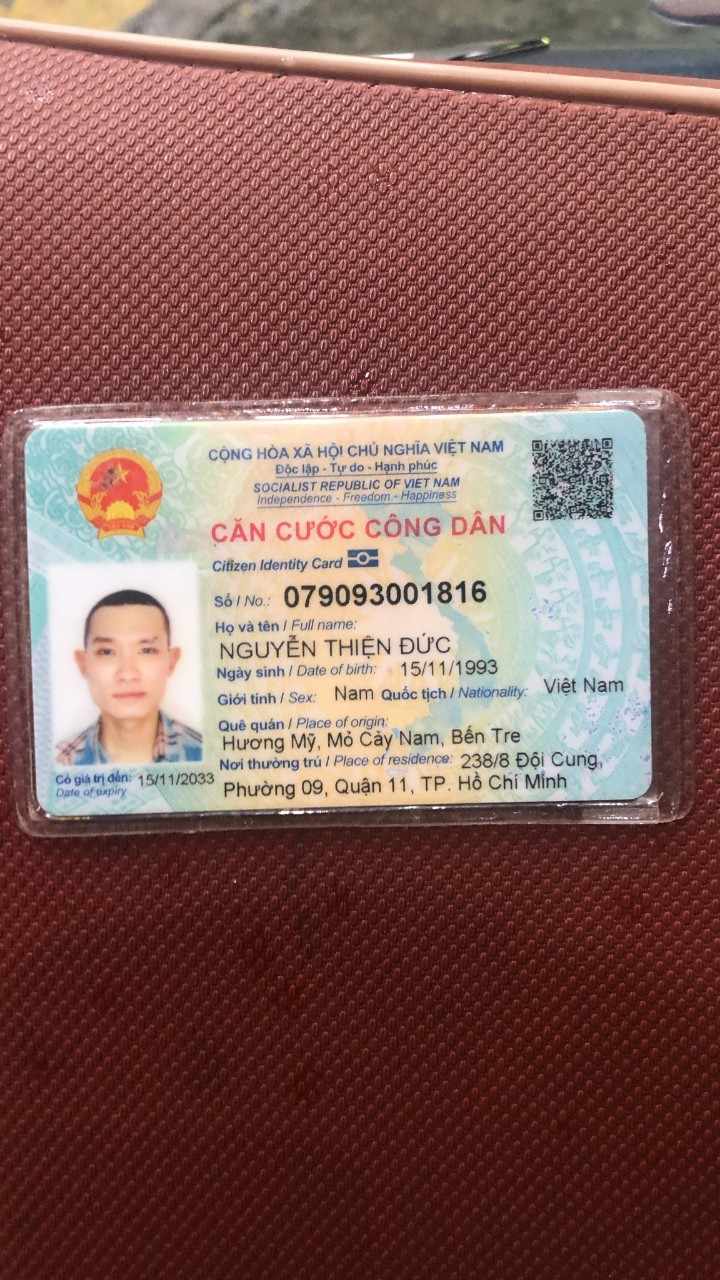 CỘNG HÒA XÃ HỘI CHỦ NGHĨA VIỆT NAM
Độc lập - Tự do - Hạnh phúc
SOCIALIST REPUBLIC OF VIET NAM
Independence - Freedom - Happiness
CĂN CƯỚC CÔNG DÂN
Citizen Identity Card
Số / No.: 079093001816
Họ và tên / Full name:
NGUYỄN THIỆN ĐỨC
Ngày sinh / Date of birth: 15/11/1993
Giới tính / Sex: Nam Quốc tịch / Nationality: Việt Nam
Quê quán / Place of origin:
Hương Mỹ, Mỏ Cày Nam, Bến Tre
Nơi thường trú / Place of residence: 238/8 Đội Cung,
Phường 09, Quận 11, TP. Hồ Chí Minh
Có giá trị đến: 15/11/2033
Date of expiry